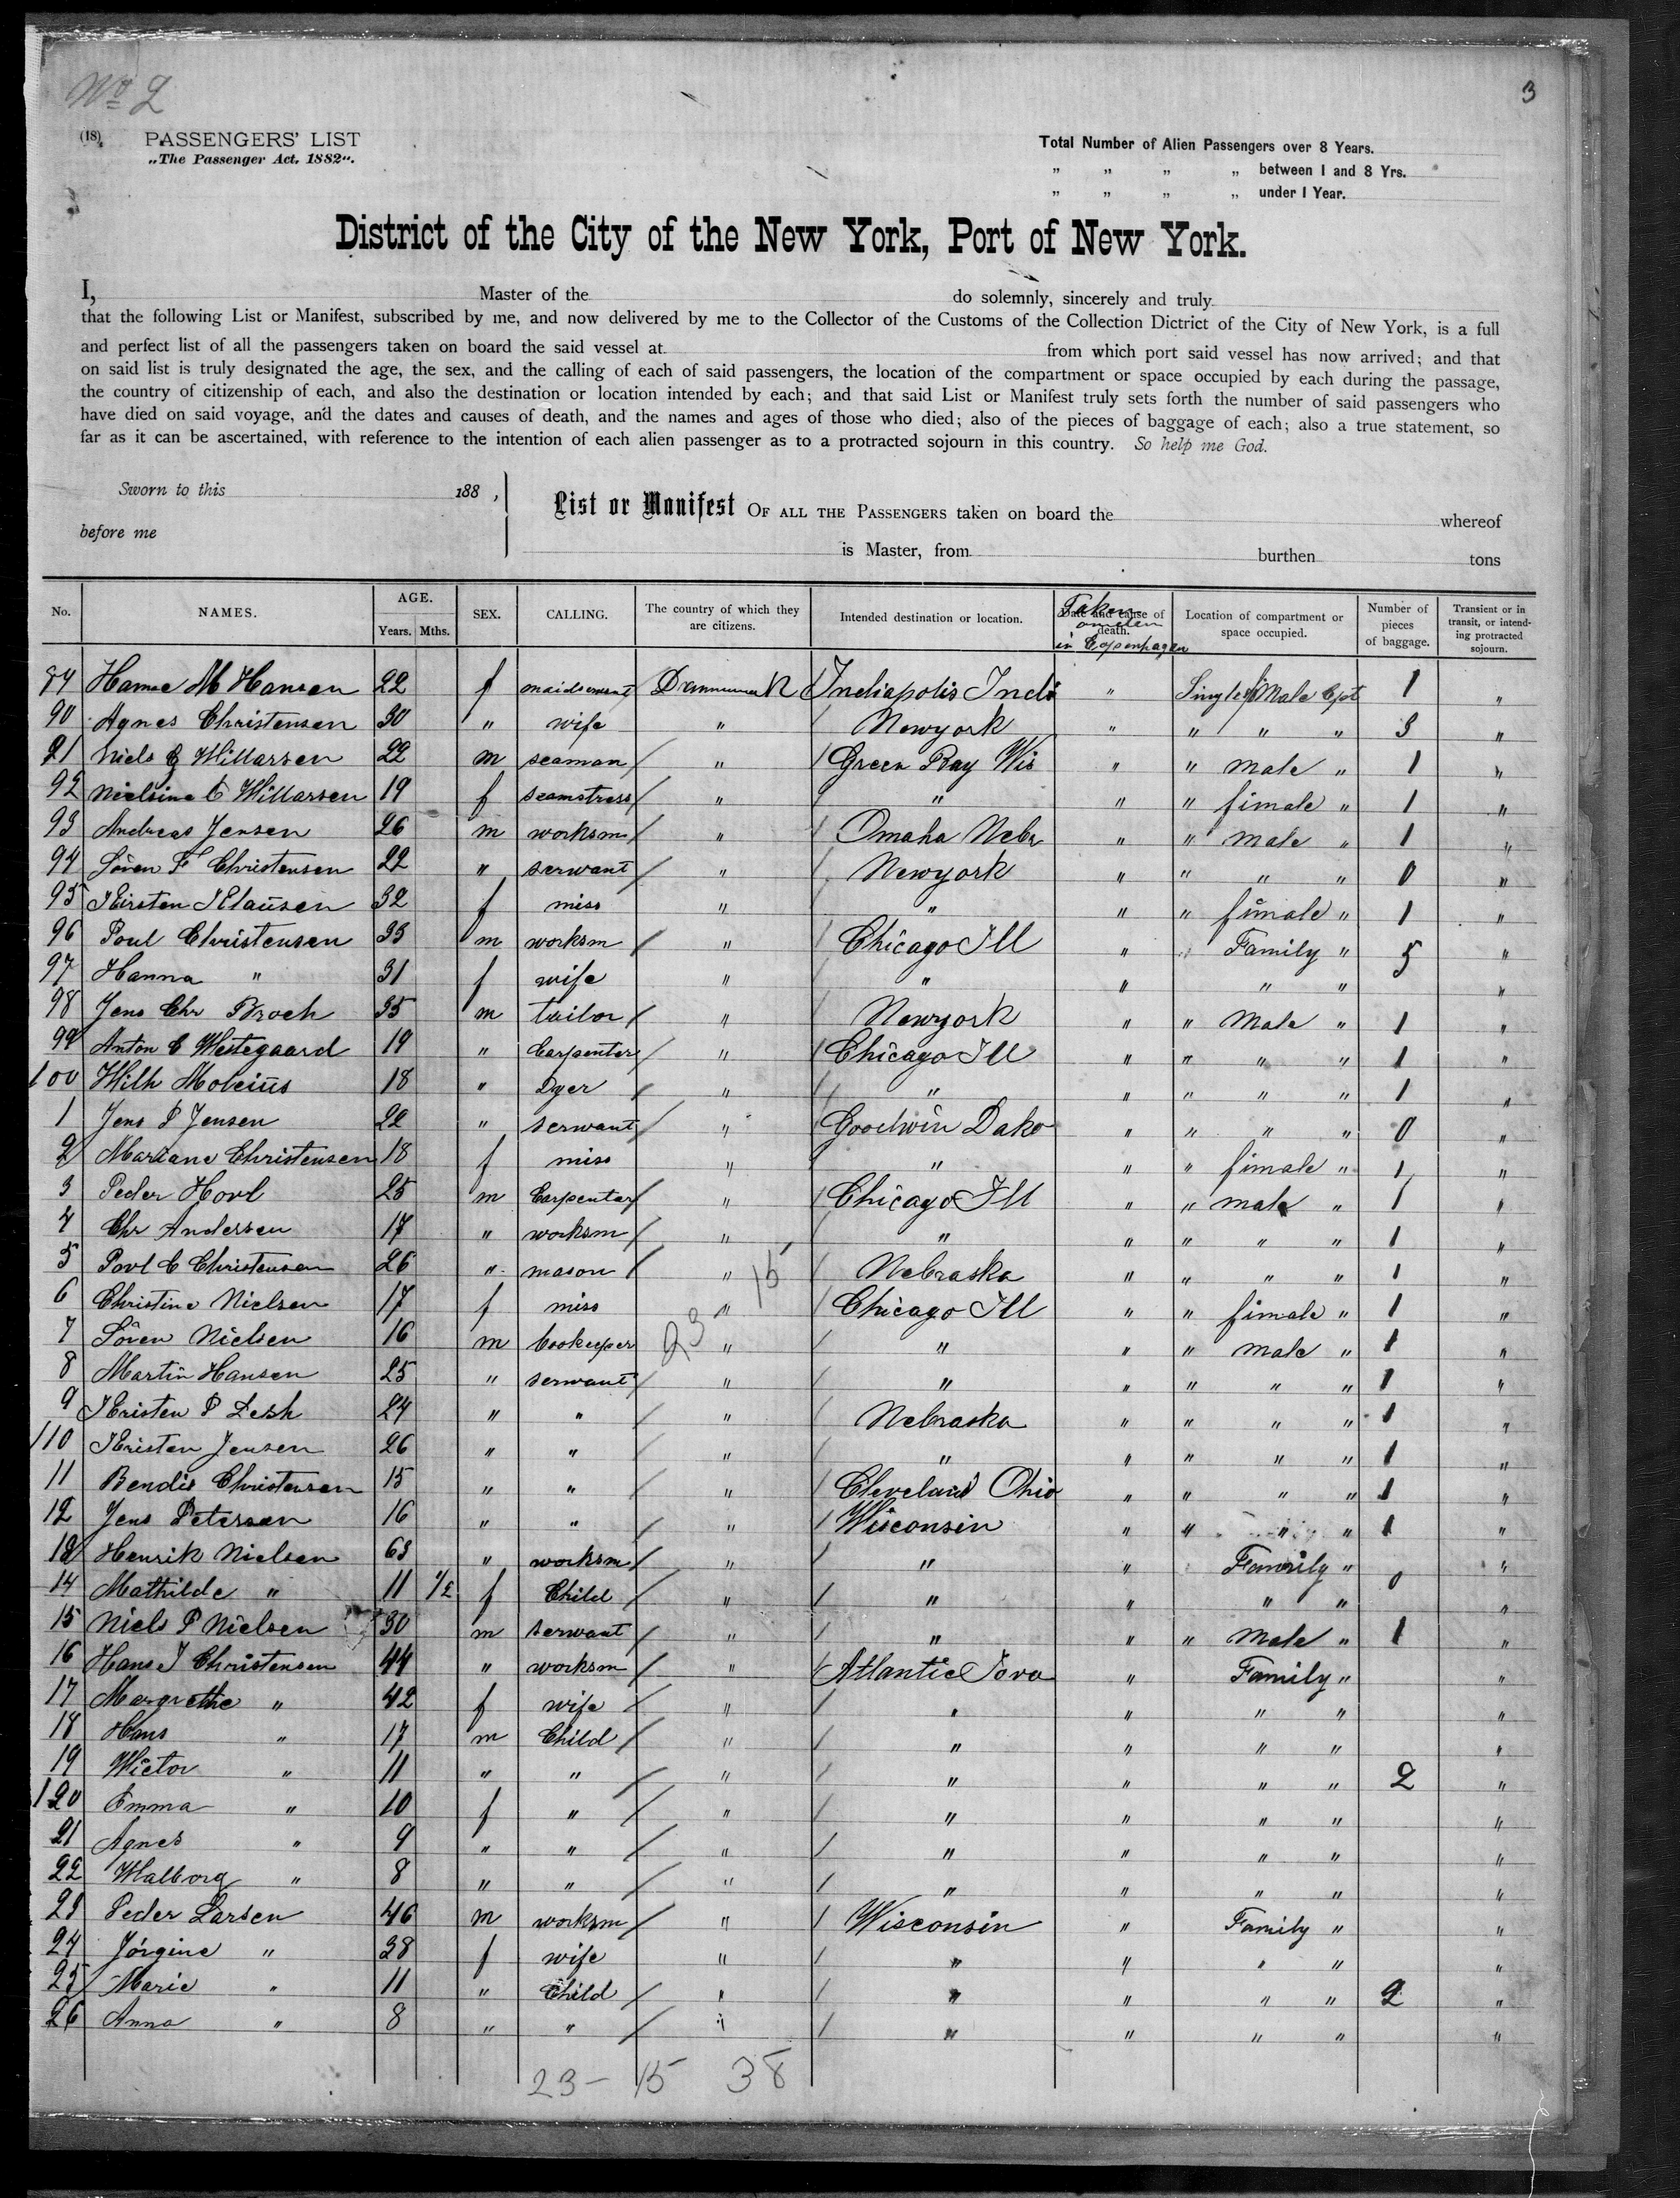 No 2
3
(18).
PASSENGERS' LIST
„The Passenger Act, 1882“.
Total Number of Alien Passengers over 8 Years.
„ „ „ „ between 1 and 8 Yrs.
„ „ „ „ under 1 Year.
District of the City of the New York, Port of New York.
I, Master of the do solemnly, sincerely and truly
that the following List or Manifest, subscribed by me, and now delivered by me to the Collector of the Customs of the Collection Dictrict of the City of New York, is a full
and perfect list of all the passengers taken on board the said vessel at from which port said vessel has now arrived; and that
on said list is truly designated the age, the sex, and the calling of each of said passengers, the location of the compartment or space occupied by each during the passage,
the country of citizenship of each, and also the destination or location intended by each; and that said List or Manifest truly sets forth the number of said passengers who
have died on said voyage, and the dates and causes of death, and the names and ages of those who died; also of the pieces of baggage of each; also a true statement, so
far as it can be ascertained, with reference to the intention of each alien passenger as to a protracted sojourn in this country. So help me God.
Sworn to this 188 ,
before me
List or Manifest OF ALL THE PASSENGERS taken on board the whereof
is Master, from burthen tons
No. NAMES. AGE. Years. Mths. SEX. CALLING. The country of which they are citizens. Intended destination or location. Date and cause of death. Location of compartment or space occupied. Number of pieces of baggage. Transient or in transit, or intending protracted sojourn.
Taken
in Copenhagen
M Hansen 22 f maidservant Indiapolis Indi " Single fimale Cpt 1 "
90 Agnes Christensen 30 " wife " Newyork " " " " 3 "
91 Niels Willarsen 22 m seaman " Green Bay Wis " " male " 1 "
92 Nielsine C Willarsen 19 f seamstress " " " " fimale " 1 "
93 Andreas Jensen 26 m worksm " Omaha Nebr " " male " 1 "
94 Sören F Christensen 22 " serwant " Newyork " " " " 0 "
95 Kirsten Klausen 32 f miss " " " " fimale " 1 "
96 Poul Christensen 35 m worksm " Chicago Ill " " Family " 5 "
97 Hanna " 31 f wife " " " " " "
98 Jens Chr Broch 35 m tailor " Newyork " " Male " 1 "
99 Anton C Westegaard 19 " Carpenter " Chicago Ill " " " " 1 "
100 Wilh 18 " Dyer " " " " " " 1 "
1 Jens P Jensen 22 " serwant " Goodwin Dako " " " " 0 "
2 Mariane Christensen 18 f miss " " " " fimale " 1 "
3 Peder Hovl 25 m Carpenter " Chicago Ill " " male " 1 "
4 Chr Andersen 17 " worksm " " " " " " 1 "
5 Povl C Christensen 26 " mason " 15 Nebraska " " " " 1 "
6 Christine Nielsen 17 f miss " Chicago Ill " " fimale " 1 "
7 Sören Nielsen 16 m bookeeper 23 " " " " male " 1 "
8 Martin Hansen 25 " serwant " " " " " " 1 "
9 Kristen P 24 " " " Nebraska " " " " 1 "
110 Kristen Jensen 26 " " " " " " " " 1 "
11 Bendis Christensen 15 " " " Cleveland Ohio " " " " 1 "
12 Jens Petersen 16 " " " Wisconsin " " " " 1 "
13 Henrik Nielsen 63 " worksm " " " Family " "
14 Mathilde " 11 1/2 f Child " " " " " 0 "
15 Niels P Nielsen 30 m serwant " " " " Male " 1 "
16 Hans J Christensen 44 " worksm " Atlantic Iova " Family " "
17 Margrethe " 42 f wife " " " " " "
18 Hans " 17 m Child " " " " " "
19 Wictor " 11 " " " " " " " 2 "
120 Emma " 10 f " " " " " " "
21 Agnes " 9 " " " " " " " "
22 Walborg " 8 " " " " " " " "
23 Peder Larsen 46 m worksm " Wisconsin " Family " "
24 Jörgine " 38 f wife " " " " " "
25 Marie " 11 " Child " " " " " 2 "
26 Anna " 8 " " " " " " " "
23 - 15 38